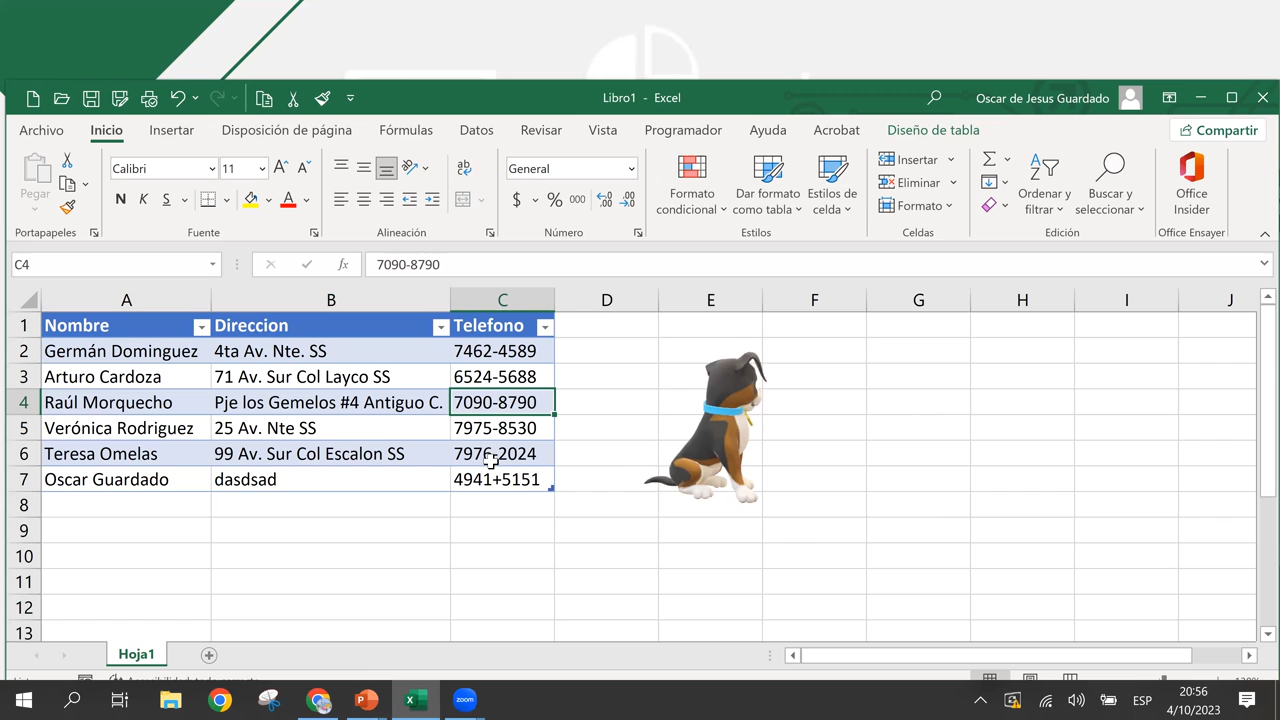 Libro1 - Excel
Oscar de Jesus Guardado
Archivo Inicio Insertar Disposición de página Fórmulas Datos Revisar Vista Programador Ayuda Acrobat Diseño de tabla Compartir
Pegar
Calibri 11
N K S
General
$ % 000
Formato condicional
Dar formato como tabla
Estilos de celda
Insertar
Eliminar
Formato
Ordenar y filtrar
Buscar y seleccionar
Office Insider
Portapapeles Fuente Alineación Número Estilos Celdas Edición Office Ensayer
C4 fx 7090-8790
A B C D E F G H I J
1 Nombre Direccion Telefono
2 Germán Dominguez 4ta Av. Nte. SS 7462-4589
3 Arturo Cardoza 71 Av. Sur Col Layco SS 6524-5688
4 Raúl Morquecho Pje los Gemelos #4 Antiguo C. 7090-8790
5 Verónica Rodriguez 25 Av. Nte SS 7975-8530
6 Teresa Omelas 99 Av. Sur Col Escalon SS 7976-2024
7 Oscar Guardado dasdsad 4941+5151
8
9
10
11
12
13
Hoja1
zoom
ESP
20:56
4/10/2023